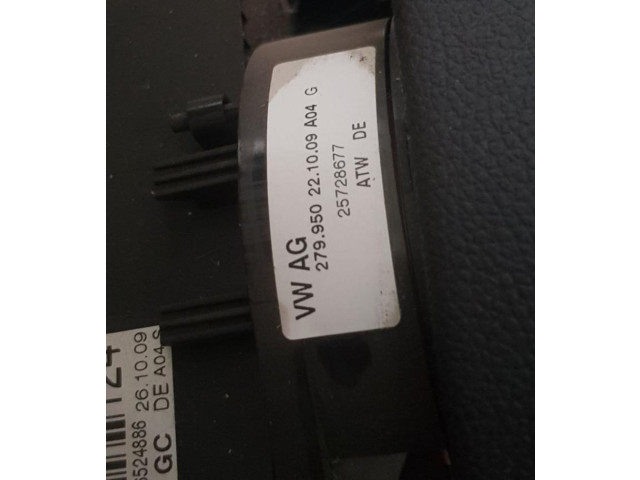 VW AG
279.950 22.10.09 A04 G
25728677
ATW DE
524886 26.10.09
GC DE A04